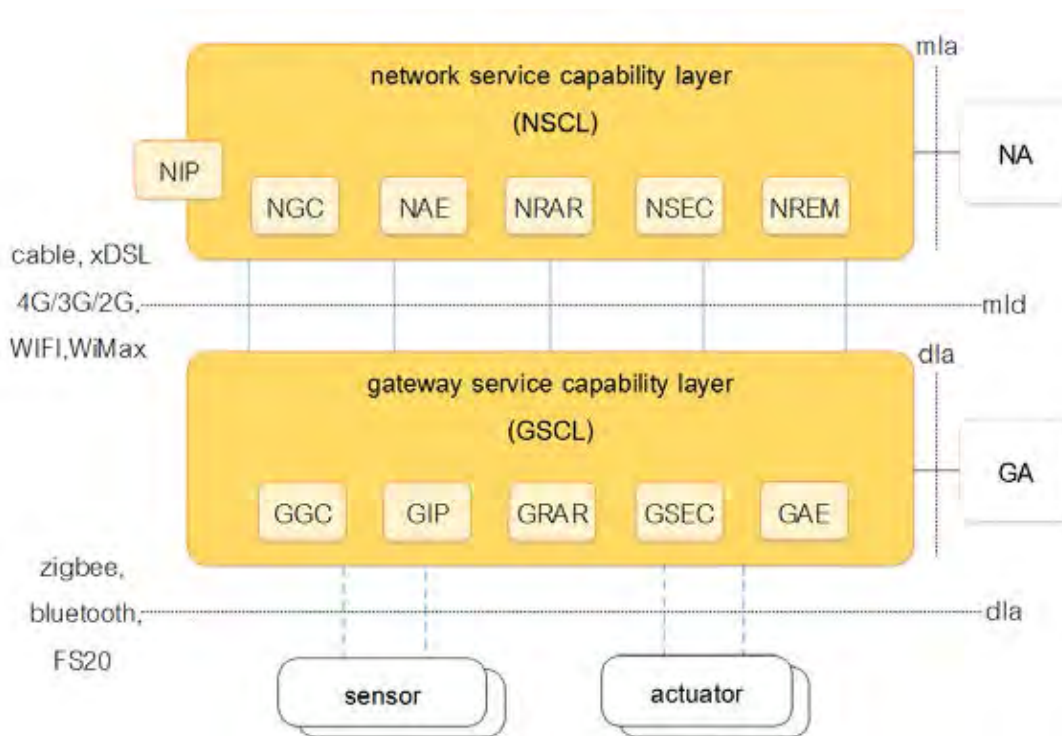 mla
network service capability layer
(NSCL)
NA
NIP
NGC
NAE
NRAR
NSEC
NREM
cable, xDSL
4G/3G/2G,
WIFI,WiMax
mld
dla
gateway service capability layer
(GSCL)
GA
GGC
GIP
GRAR
GSEC
GAE
zigbee,
bluetooth,
FS20
dla
sensor
actuator